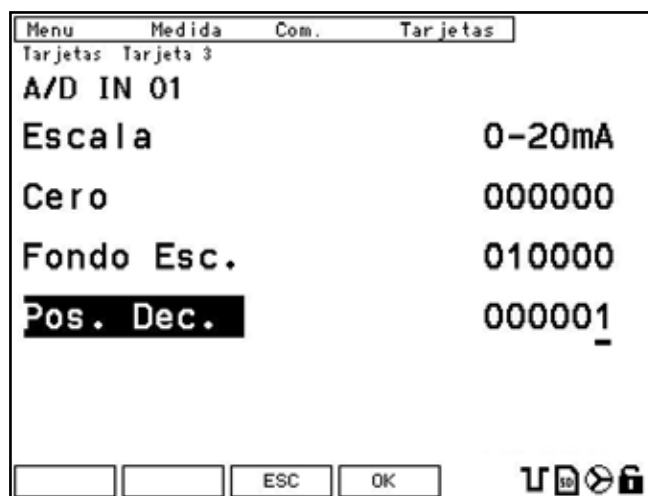 Menu Medida Com. Tarjetas
Tarjetas Tarjeta 3
A/D IN 01
Escala 0-20mA
Cero 000000
Fondo Esc. 010000
Pos. Dec. 000001
ESC OK